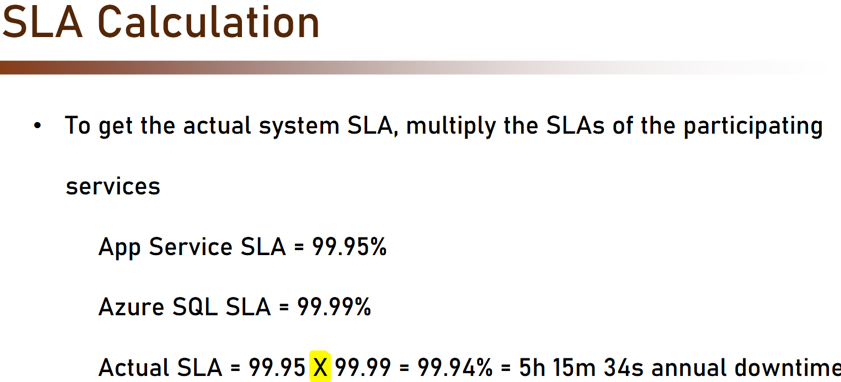 SLA Calculation
• To get the actual system SLA, multiply the SLAs of the participating
services
App Service SLA = 99.95%
Azure SQL SLA = 99.99%
Actual SLA = 99.95 X 99.99 = 99.94% = 5h 15m 34s annual downtime